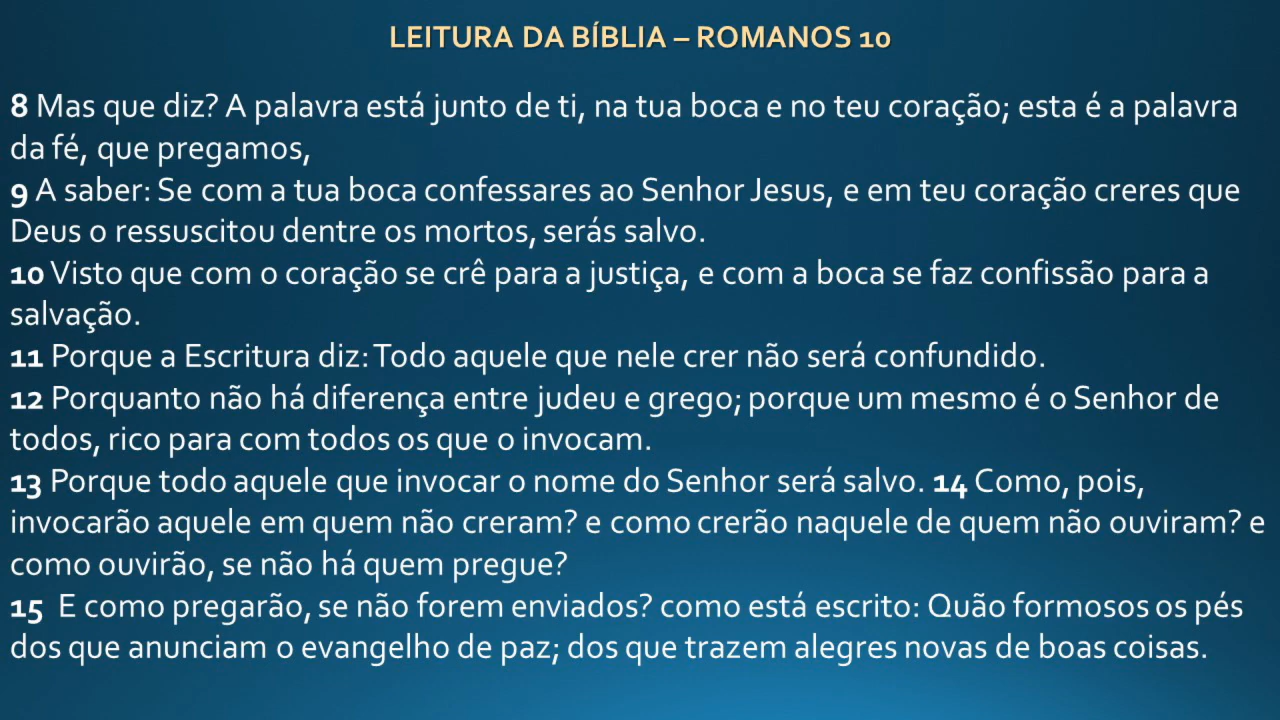 LEITURA DA BÍBLIA – ROMANOS 10
8 Mas que diz? A palavra está junto de ti, na tua boca e no teu coração; esta é a palavra
da fé, que pregamos,
9 A saber: Se com a tua boca confessares ao Senhor Jesus, e em teu coração creres que
Deus o ressuscitou dentre os mortos, serás salvo.
10 Visto que com o coração se crê para a justiça, e com a boca se faz confissão para a
salvação.
11 Porque a Escritura diz: Todo aquele que nele crer não será confundido.
12 Porquanto não há diferença entre judeu e grego; porque um mesmo é o Senhor de
todos, rico para com todos os que o invocam.
13 Porque todo aquele que invocar o nome do Senhor será salvo. 14 Como, pois,
invocarão aquele em quem não creram? e como crerão naquele de quem não ouviram? e
como ouvirão, se não há quem pregue?
15 E como pregarão, se não forem enviados? como está escrito: Quão formosos os pés
dos que anunciam o evangelho de paz; dos que trazem alegres novas de boas coisas.